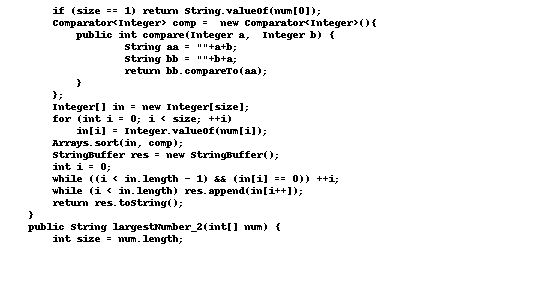 if (size == 1) return String.valueOf(num[0]);
Comparator<Integer> comp =  new Comparator<Integer>(){
public int compare(Integer a,  Integer b) {
String aa = ""+a+b;
String bb = ""+b+a;
return bb.compareTo(aa);
}
};
Integer[] in = new Integer[size];
for (int i = 0; i < size; ++i)
in[i] = Integer.valueOf(num[i]);
Arrays.sort(in, comp);
StringBuffer res = new StringBuffer();
int i = 0;
while ((i < in.length - 1) && (in[i] == 0)) ++i;
while (i < in.length) res.append(in[i++]);
return res.toString();
}
public String largestNumber_2(int[] num) {
int size = num.length;